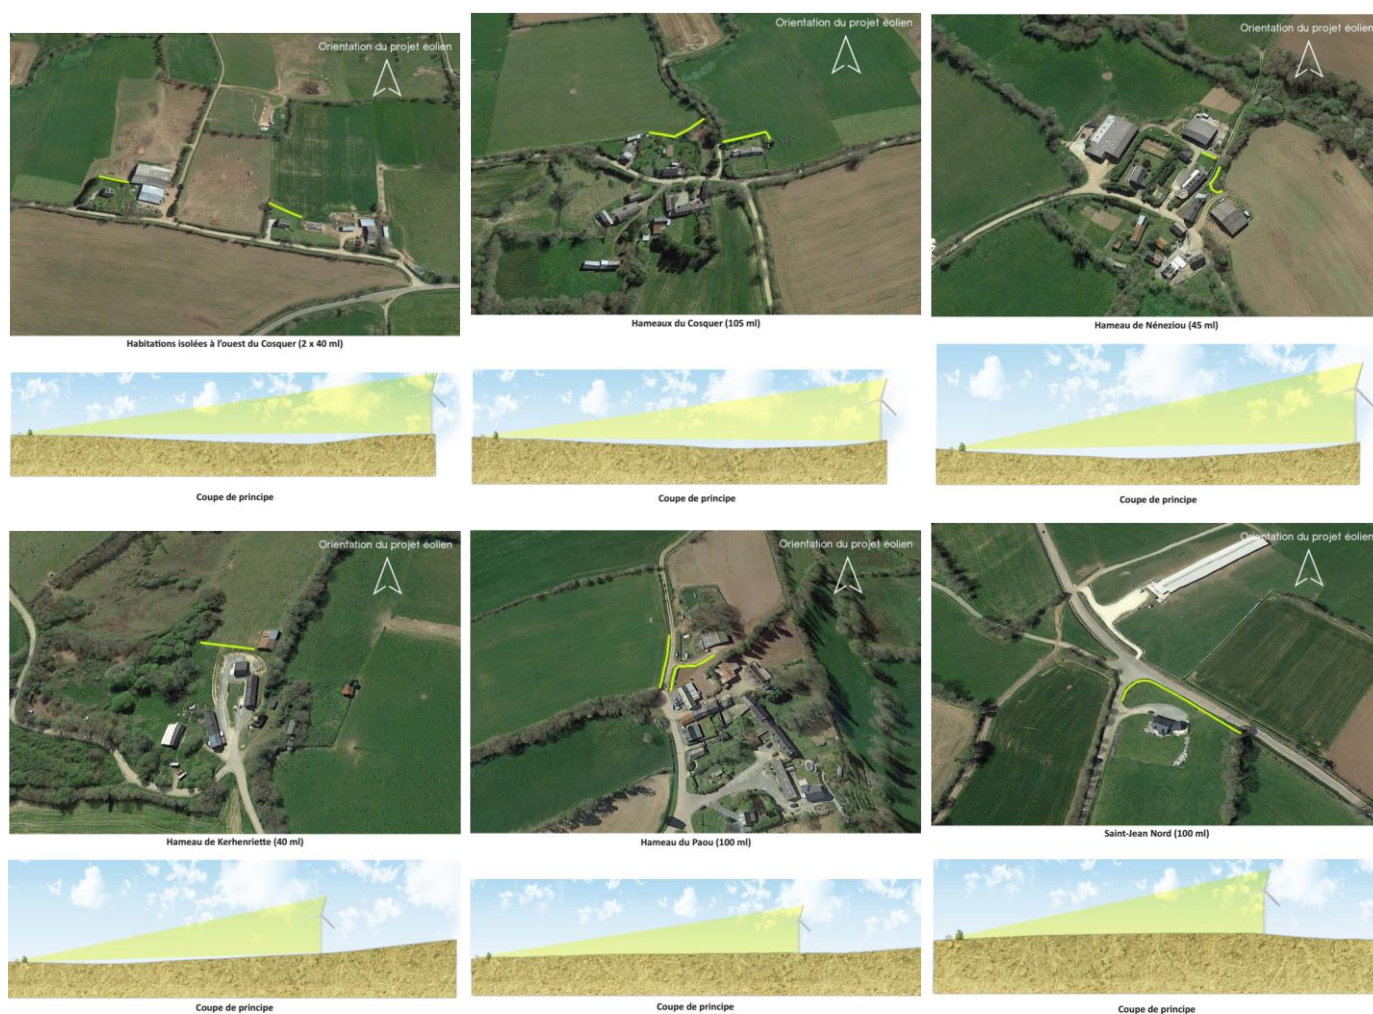 Orientation du projet éolien
Orientation du projet éolien
Orientation du projet éolien
Habitations isolées à l'ouest du Cosquer (2 x 40 ml)
Hameaux du Cosquer (105 ml)
Hameau de Néneziou (45 ml)
Coupe de principe
Coupe de principe
Coupe de principe
Orientation du projet éolien
Orientation du projet éolien
Orientation du projet éolien
Hameau de Kerhenriette (40 ml)
Hameau du Paou (100 ml)
Saint-Jean Nord (100 ml)
Coupe de principe
Coupe de principe
Coupe de principe